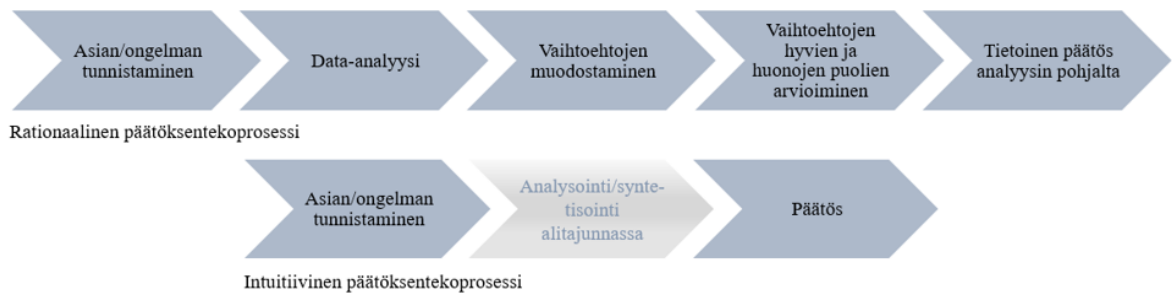 Asian/ongelman
tunnistaminen
Data-analyysi
Vaihtoehtojen
muodostaminen
Vaihtoehtojen
hyvien ja
huonojen puolien
arvioiminen
Tietoinen päätös
analyysin pohjalta
Rationaalinen päätöksentekoprosessi
Asian/ongelman
tunnistaminen
Analysointi/synte-
tisointi
alitajunnassa
Päätös
Intuitiivinen päätöksentekoprosessi